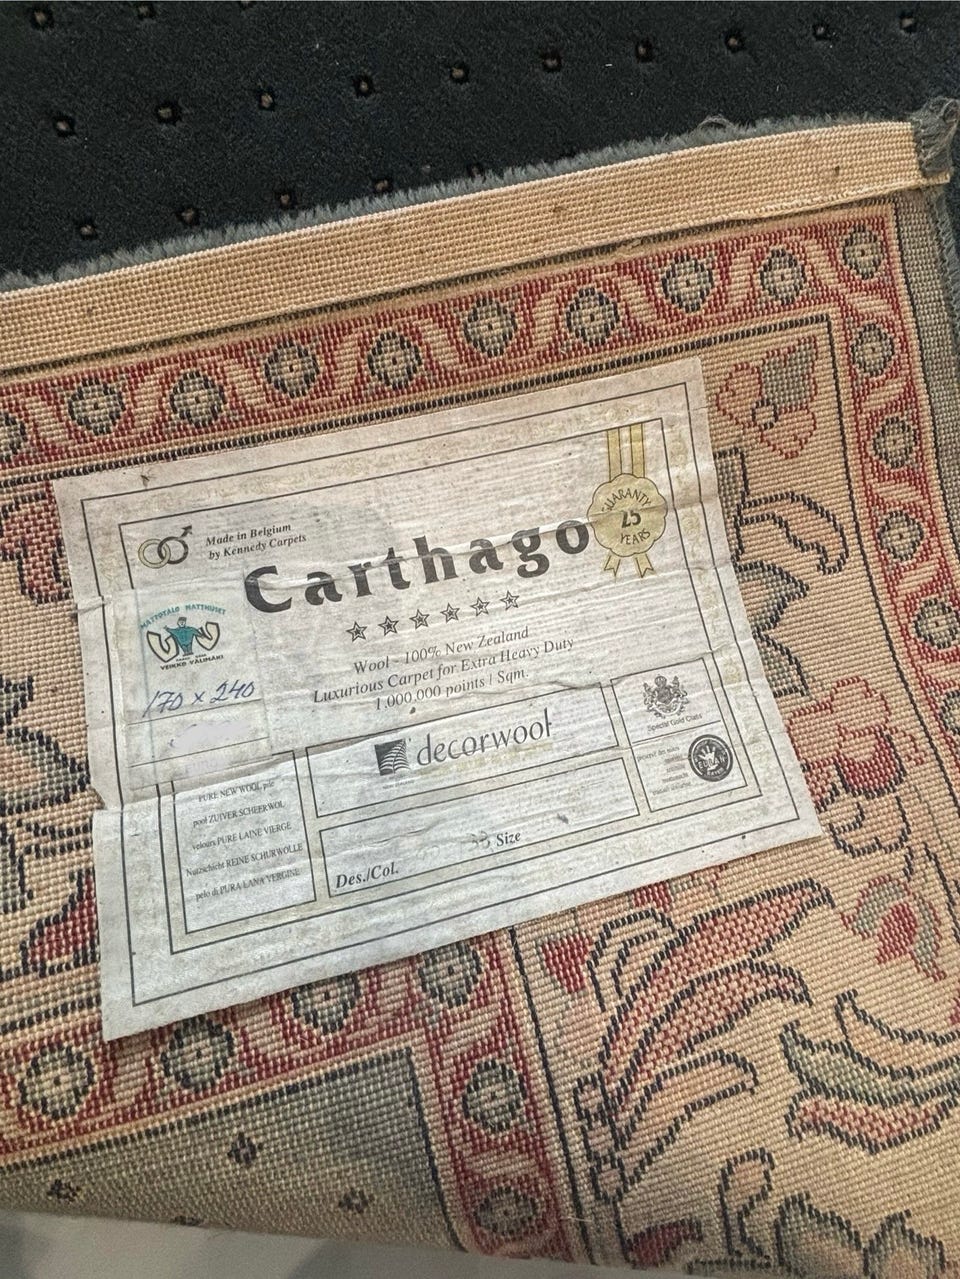 Made in Belgium
by Kennedy Carpets
GUARANTY
25
YEARS
Carthago
MATTOTALO MATTHUSET
VEIKKO VÄLIMÄKI
170 x 240
Wool - 100% New Zealand
Luxurious Carpet for Extra Heavy Duty
1.000.000 points / Sqm.
decorwool
Special Gold Class
PURE NEW WOOL pile
pool ZUIVER SCHEERWOL
velours PURE LAINE VIERGE
Nutzschicht REINE SCHURWOLLE
pelo di PURA LANA VERGINE
Des./Col.
Size